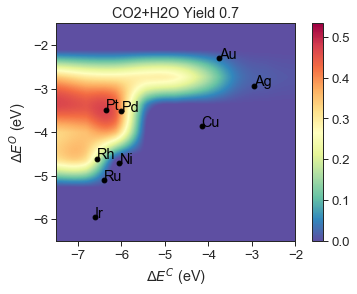 CO2+H2O Yield 0.7
Au
Ag
Pt
Pd
Cu
Rh
Ni
Ru
Ir
−2
−3
−4
−5
−6
ΔE^O (eV)
−7
−6
−5
−4
−3
−2
ΔE^C (eV)
0.5
0.4
0.3
0.2
0.1
0.0